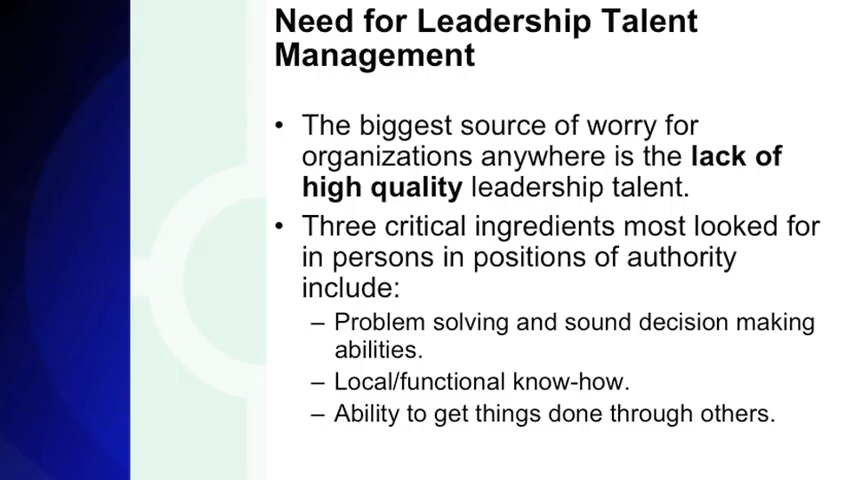 Need for Leadership Talent
Management
• The biggest source of worry for
organizations anywhere is the lack of
high quality leadership talent.
• Three critical ingredients most looked for
in persons in positions of authority
include:
– Problem solving and sound decision making
abilities.
– Local/functional know-how.
– Ability to get things done through others.